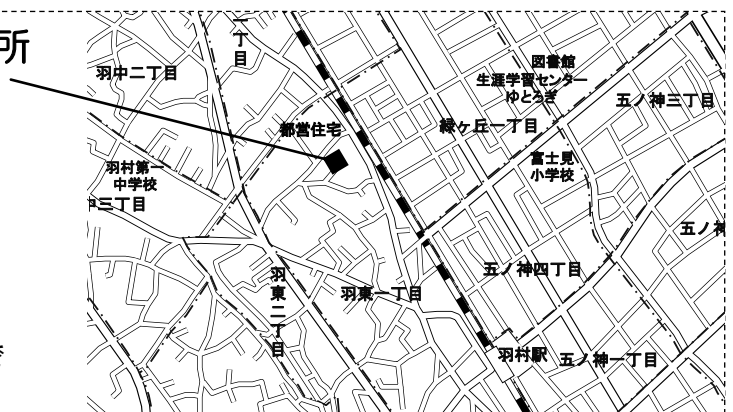 所
一丁目
図書館
生涯学習センター
ゆとろぎ
羽中二丁目
五ノ神三丁目
都営住宅
緑ヶ丘一丁目
富士見
小学校
羽村第一
中学校
三丁目
五ノ神
五ノ神四丁目
羽東二丁目
羽東一丁目
羽村駅
五ノ神一丁目